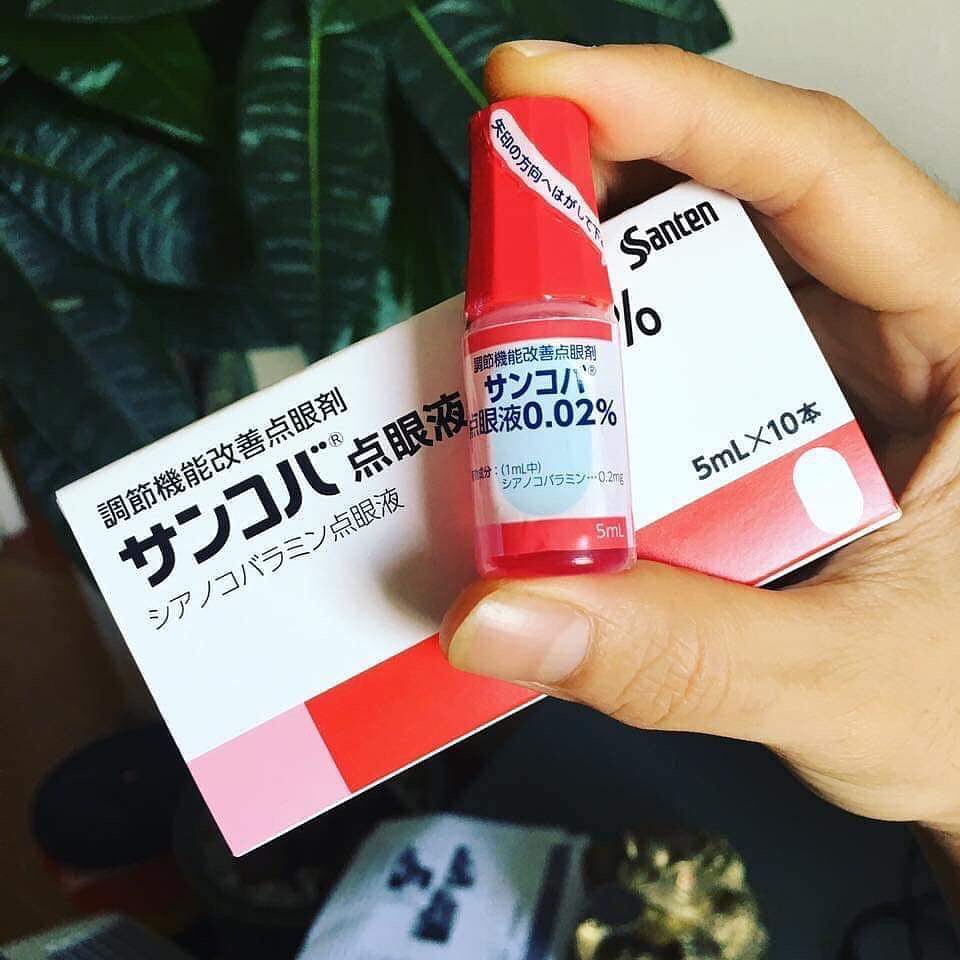 Santen
調節機能改善点眼剤
サンコバ® 点眼液
%
シアノコバラミン点眼液
5mL×10本
矢印の方向へはがして下
調節機能改善点眼剤
サンコバ®
点眼液0.02%
成分:(1mL中)
シアノコバラミン…0.2mg
5mL